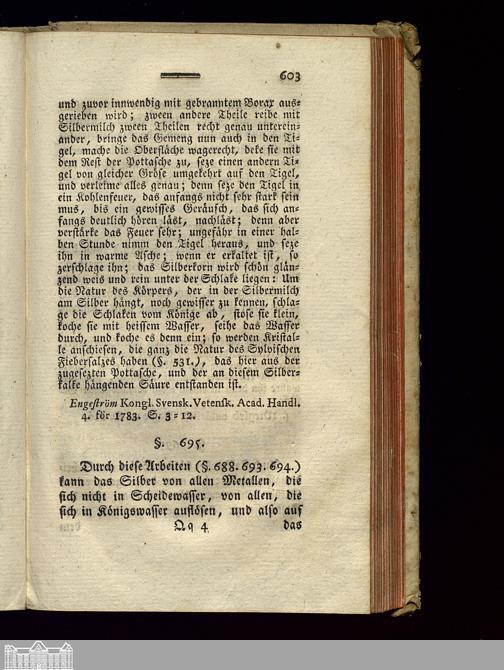 603
und zuvor innwendig mit gebranntem Borax aus-
gerieben wird; zween andere Theile reibe mit
Silbermilch zween Theilen recht genau unterein-
ander, bringe das Gemeng nun auch in den Ti-
gel, mache die Oberfläche wagerecht, deke sie mit
dem Rest der Pottasche zu, seze einen andern Ti-
gel von gleicher Gröse umgekehrt auf den Tigel,
und verleime alles genau; denn seze den Tigel in
ein Kohlenfeuer, das anfangs nicht sehr stark sein
mus, bis ein gewisses Geräusch, das sich an-
fangs deutlich hören läst, nachläst; denn aber
verstärke das Feuer sehr; ungefähr in einer hal-
ben Stunde nimm den Tigel heraus, und seze
ihn in warme Asche; wenn er erkaltet ist, so
zerschlage ihn; das Silberkorn wird schön glän-
zend weis und rein unter der Schlake liegen: Um
die Natur des Körpers, der in der Silbermilch
am Silber hängt, noch gewisser zu kennen, schla-
ge die Schlaken vom Könige ab, stose sie klein,
koche sie mit heissem Wasser, seihe das Wasser
durch, und koche es denn ein; so werden Kristal-
le anschiesen, die ganz die Natur des Sylvischen
Fiebersalzes haben (§. 531.), das hier aus der
zugesezten Pottasche, und der an diesem Silber-
kalke hängenden Säure entstanden ist.
Engeström Kongl. Svensk. Vetensk. Acad. Handl.
4. för 1783. S. 3-12.
§. 695.
Durch diese Arbeiten (§. 688. 693. 694.)
kann das Silber von allen Metallen, die
sich nicht in Scheidewasser, von allen, die
sich in Königswasser auflösen, und also auf
Qq 4 das